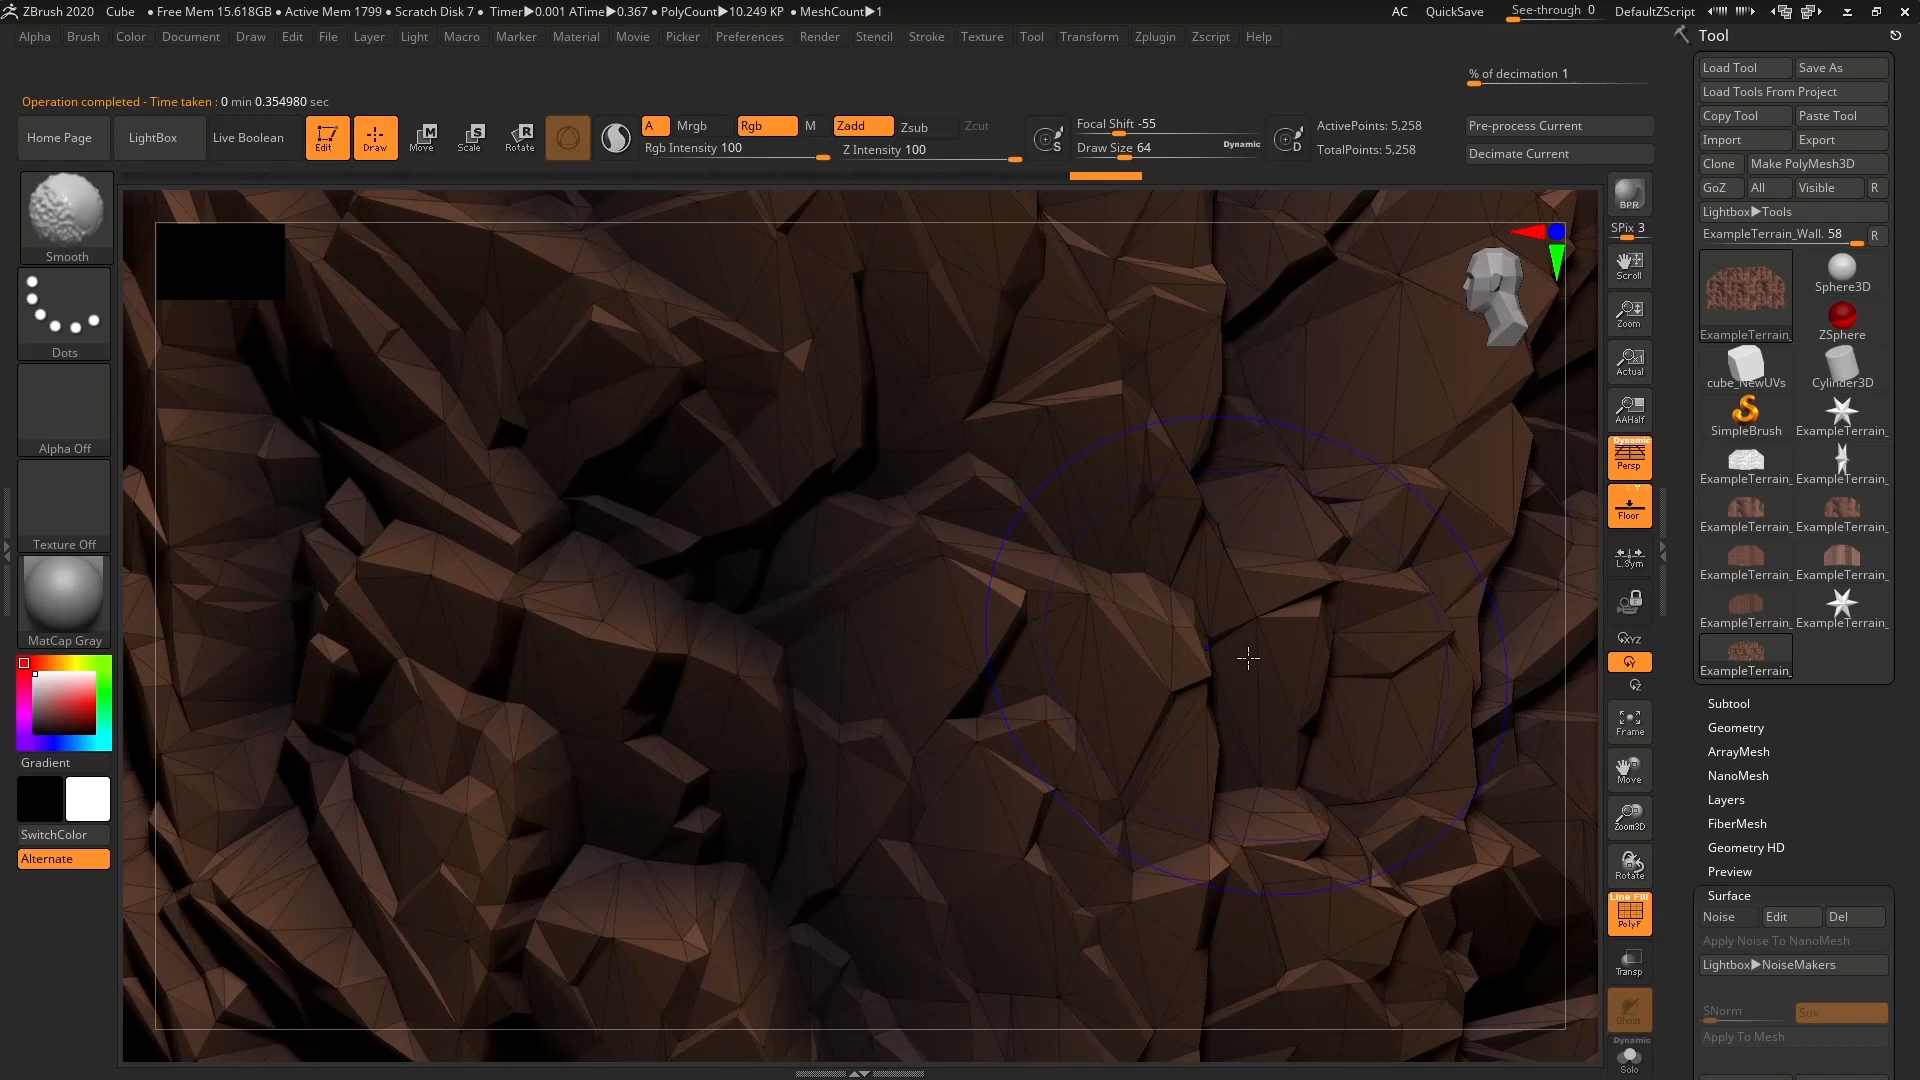 ZBrush 2020 Cube • Free Mem 15.618GB • Active Mem 1799 • Scratch Disk 7 • Timer▶0.001 ATime▶0.367 • PolyCount▶10.249 KP • MeshCount▶1 AC QuickSave See-through 0 DefaultZScript
Alpha Brush Color Document Draw Edit File Layer Light Macro Marker Material Movie Picker Preferences Render Stencil Stroke Texture Tool Transform Zplugin Zscript Help
Tool
% of decimation 1
Load Tool Save As
Load Tools From Project
Operation completed - Time taken : 0 min 0.354980 sec
Copy Tool Paste Tool
Home Page LightBox Live Boolean Edit Draw Move Scale Rotate
A Mrgb Rgb M Zadd Zsub Zcut
Rgb Intensity 100 Z Intensity 100
Focal Shift -55
Draw Size 64 Dynamic
ActivePoints: 5,258
TotalPoints: 5,258
Pre-process Current
Decimate Current
Import Export
Clone Make PolyMesh3D
GoZ All Visible R
Lightbox▶Tools
ExampleTerrain_Wall. 58 R
Smooth
Dots
Alpha Off
Texture Off
MatCap Gray
Gradient
SwitchColor
Alternate
BPR
SPix 3
Scroll
Zoom
Actual
AAHalf
Dynamic
Persp
Floor
L.Sym
XYZ
Y
Z
Frame
Move
Zoom3D
Rotate
Line Fill
PolyF
Transp
Ghost
Dynamic
Solo
Sphere3D
ExampleTerrain_ ZSphere
cube_NewUVs Cylinder3D
SimpleBrush ExampleTerrain_
ExampleTerrain_ ExampleTerrain_
ExampleTerrain_ ExampleTerrain_
ExampleTerrain_ ExampleTerrain_
ExampleTerrain_ ExampleTerrain_
ExampleTerrain_
Subtool
Geometry
ArrayMesh
NanoMesh
Layers
FiberMesh
Geometry HD
Preview
Surface
Noise Edit Del
Apply Noise To NanoMesh
Lightbox▶NoiseMakers
SNorm Suv
Apply To Mesh